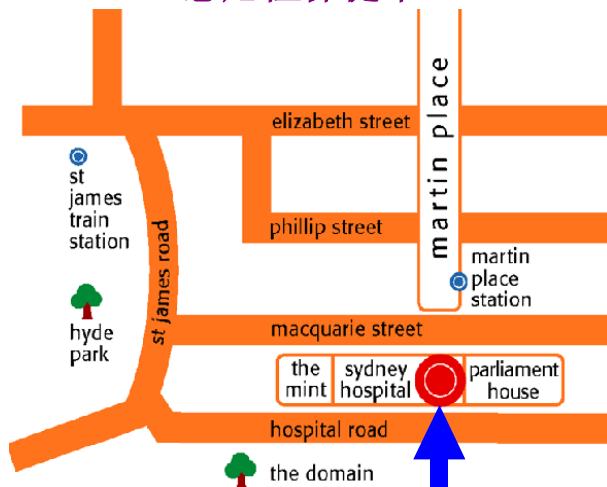 elizabeth street
martin place
st
james
train
station
phillip street
st james road
martin
place
station
hyde
park
macquarie street
the
mint
sydney
hospital
parliament
house
hospital road
the domain